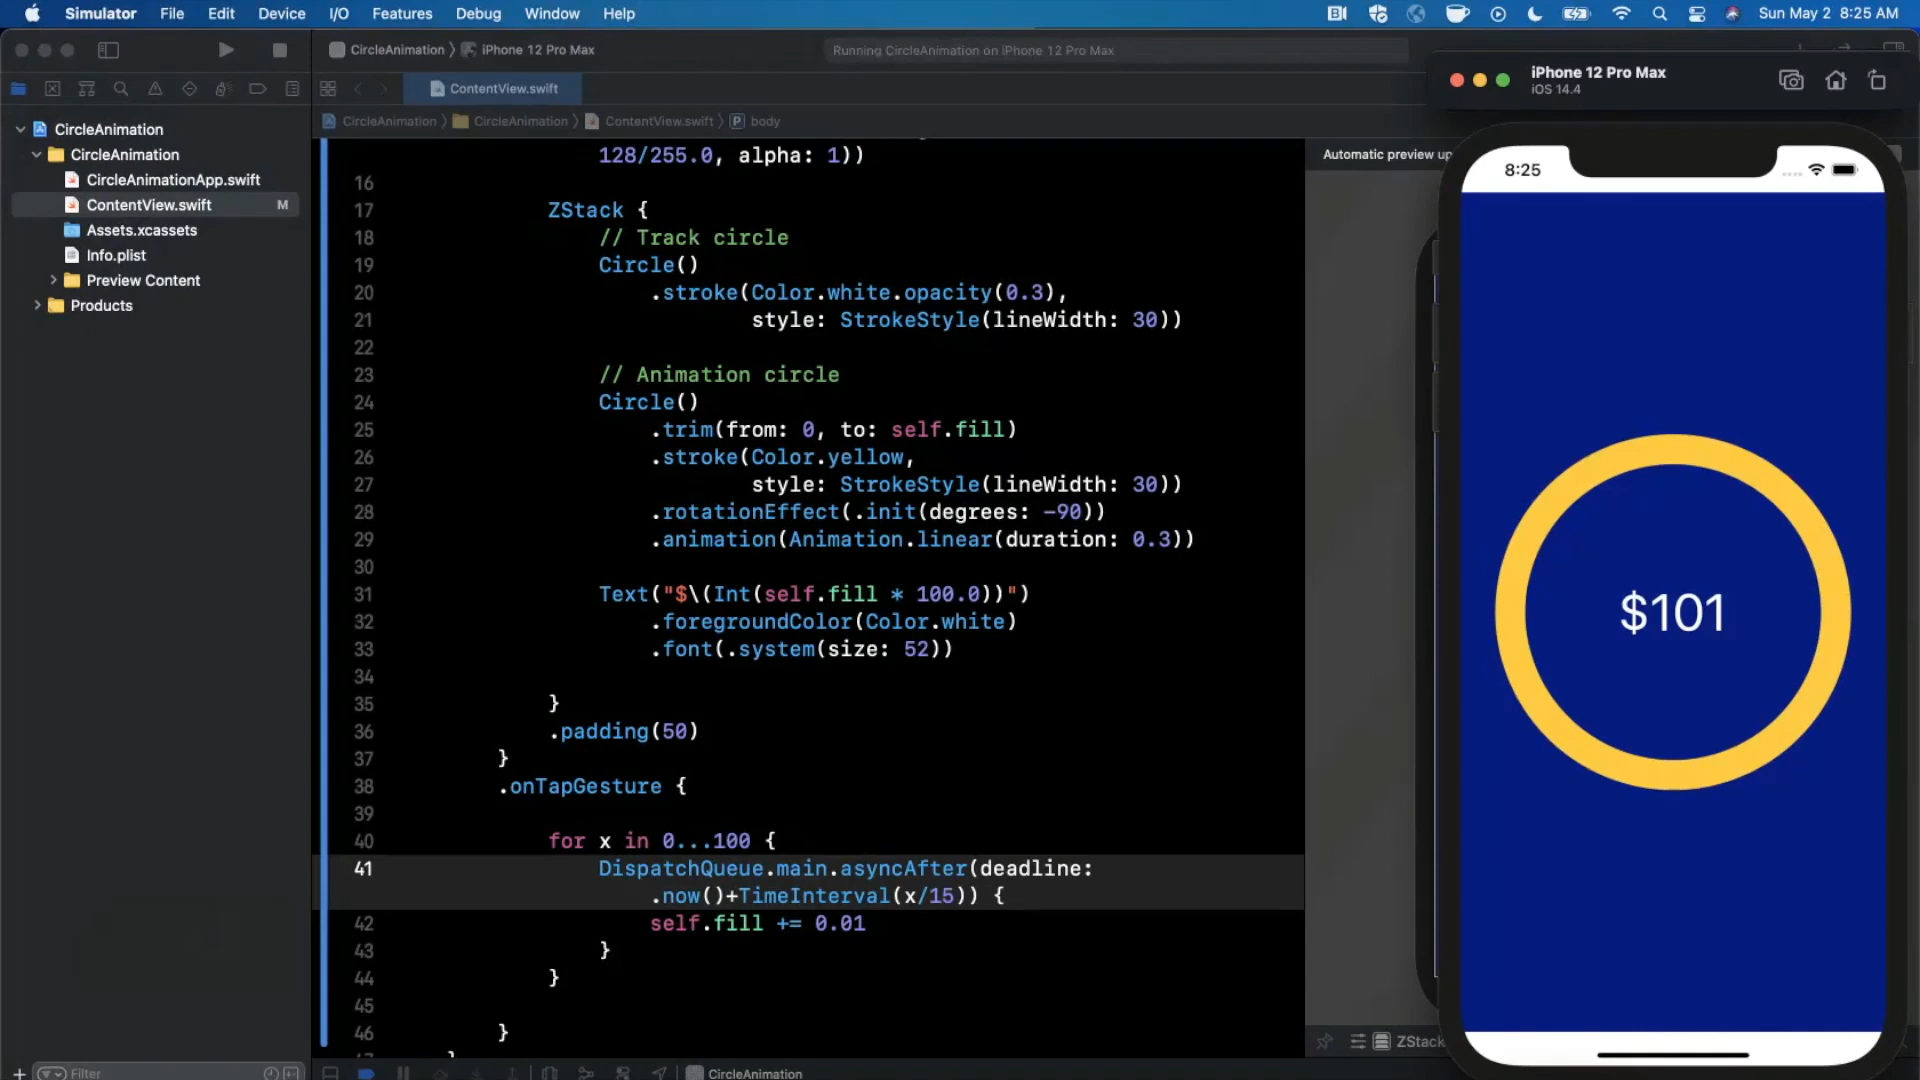 Simulator File Edit Device I/O Features Debug Window Help Sun May 2 8:25 AM
CircleAnimation 〉 iPhone 12 Pro Max
Running CircleAnimation on iPhone 12 Pro Max
iPhone 12 Pro Max
iOS 14.4
ContentView.swift
CircleAnimation 〉 CircleAnimation 〉 ContentView.swift 〉 P body
CircleAnimation
CircleAnimation
CircleAnimationApp.swift
ContentView.swift M
Assets.xcassets
Info.plist
Preview Content
Products
Filter
128/255.0, alpha: 1))
16
17 ZStack {
18 // Track circle
19 Circle()
20 .stroke(Color.white.opacity(0.3),
21 style: StrokeStyle(lineWidth: 30))
22
23 // Animation circle
24 Circle()
25 .trim(from: 0, to: self.fill)
26 .stroke(Color.yellow,
27 style: StrokeStyle(lineWidth: 30))
28 .rotationEffect(.init(degrees: -90))
29 .animation(Animation.linear(duration: 0.3))
30
31 Text("$\(Int(self.fill * 100.0))")
32 .foregroundColor(Color.white)
33 .font(.system(size: 52))
34
35 }
36 .padding(50)
37 }
38 .onTapGesture {
39
40 for x in 0...100 {
41 DispatchQueue.main.asyncAfter(deadline:
.now()+TimeInterval(x/15)) {
42 self.fill += 0.01
43 }
44 }
45
46 }
Automatic preview up
8:25
$101
ZStack
CircleAnimation